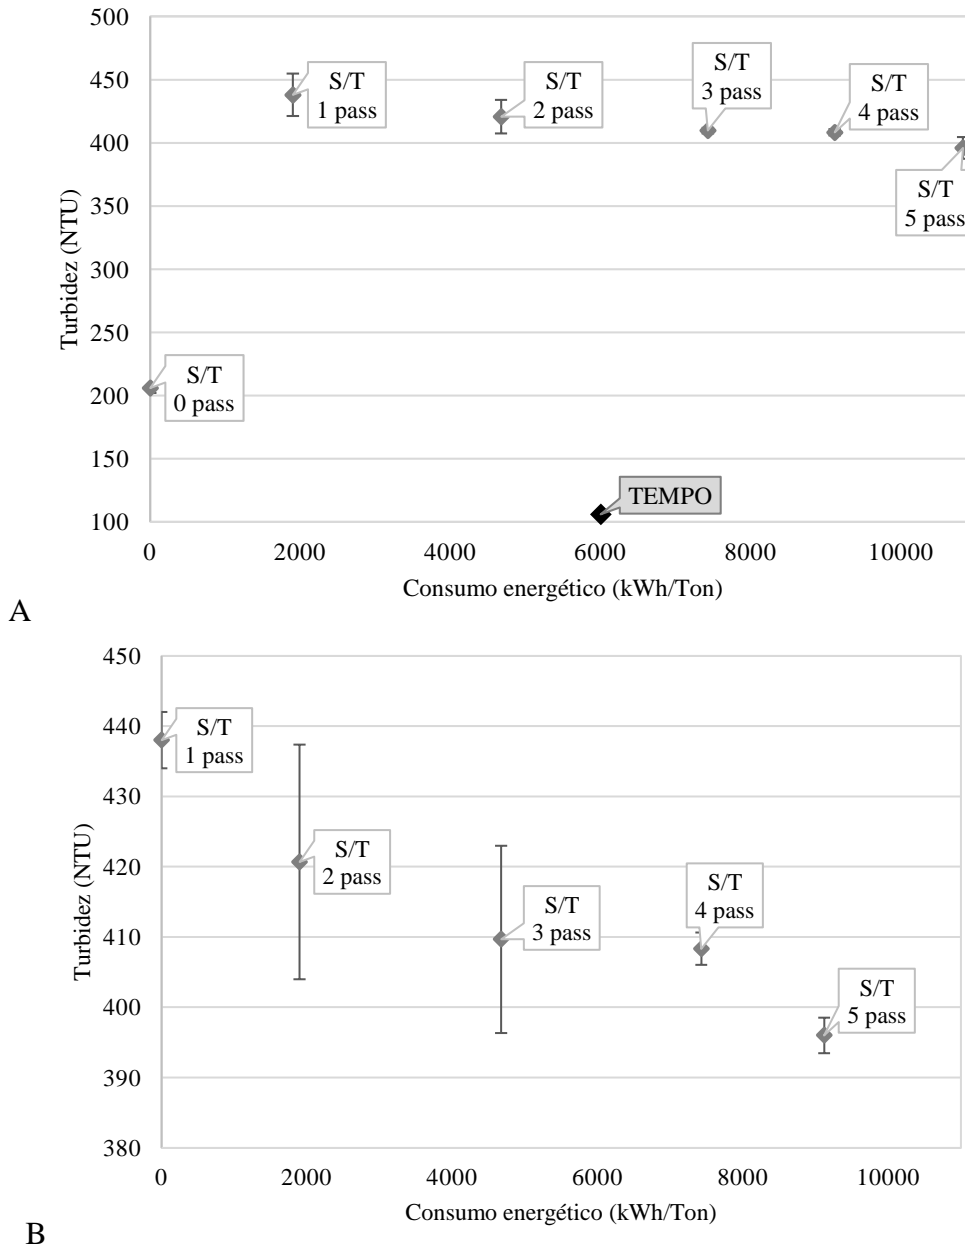 500
450
400
350
300
250
200
150
100
Turbidez (NTU)
S/T
0 pass
S/T
1 pass
S/T
2 pass
S/T
3 pass
S/T
4 pass
S/T
5 pass
TEMPO
0
2000
4000
6000
8000
10000
Consumo energético (kWh/Ton)
A
450
440
430
420
410
400
390
380
Turbidez (NTU)
S/T
1 pass
S/T
2 pass
S/T
3 pass
S/T
4 pass
S/T
5 pass
0
2000
4000
6000
8000
10000
Consumo energético (kWh/Ton)
B